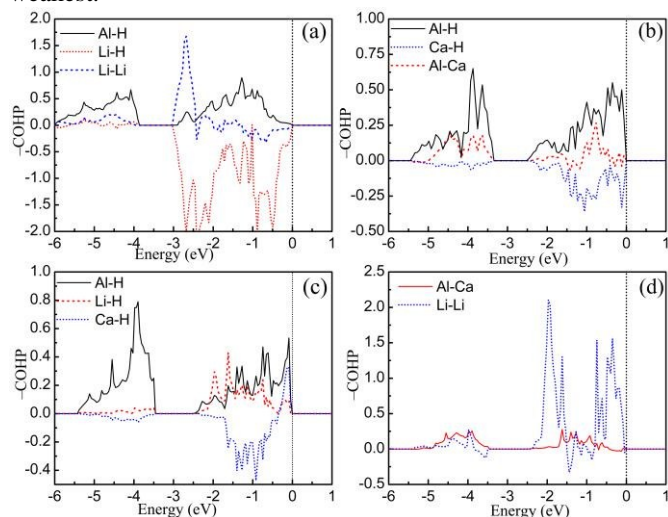 2.0
1.5
1.0
0.5
0.0
-0.5
-1.0
-1.5
-2.0
–COHP
Al-H
Li-H
Li-Li
(a)
-6 -5 -4 -3 -2 -1 0 1
Energy (eV)
1.00
0.75
0.50
0.25
0.00
-0.25
-0.50
–COHP
Al-H
Ca-H
Al-Ca
(b)
-6 -5 -4 -3 -2 -1 0 1
Energy (eV)
1.0
0.8
0.6
0.4
0.2
0.0
-0.2
-0.4
–COHP
Al-H
Li-H
Ca-H
(c)
-6 -5 -4 -3 -2 -1 0 1
Energy (eV)
2.5
2.0
1.5
1.0
0.5
0.0
-0.5
–COHP
Al-Ca
Li-Li
(d)
-6 -5 -4 -3 -2 -1 0 1
Energy (eV)